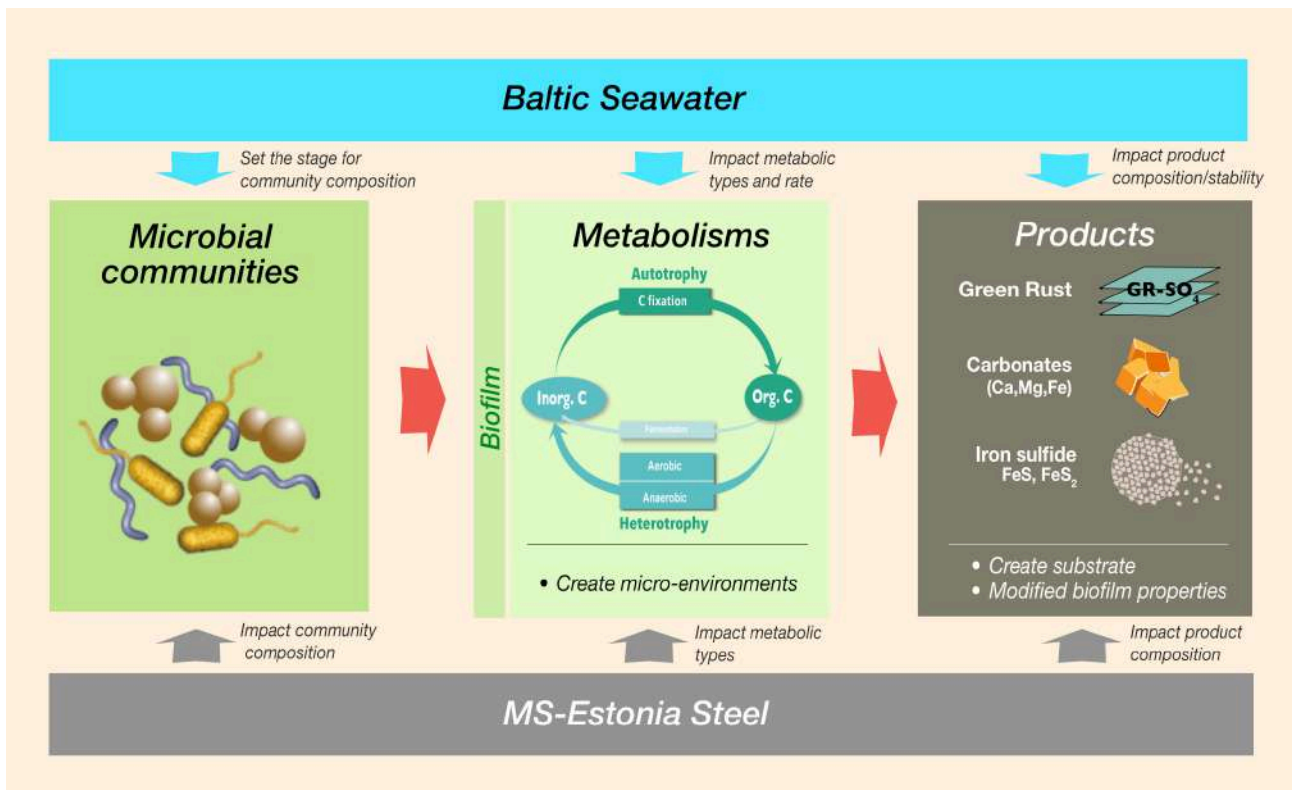 Baltic Seawater
Set the stage for
community composition
Impact metabolic
types and rate
Impact product
composition/stability
Microbial
communities
Biofilm
Metabolisms
Autotrophy
C fixation
Inorg. C
Org. C
Fermentation
Aerobic
Anaerobic
Heterotrophy
• Create micro-environments
Products
Green Rust
GR-SO4
Carbonates
(Ca,Mg,Fe)
Iron sulfide
FeS, FeS2
• Create substrate
• Modified biofilm properties
Impact community
composition
Impact metabolic
types
Impact product
composition
MS-Estonia Steel